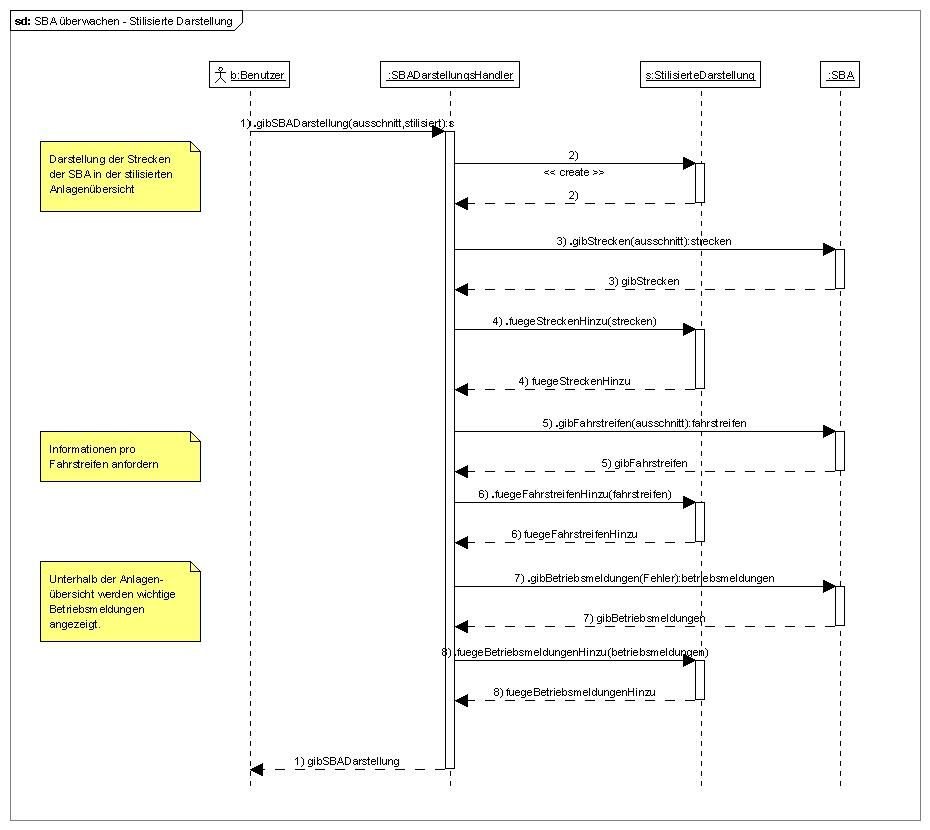 sd: SBA überwachen - Stilisierte Darstellung
b:Benutzer
:SBADarstellungsHandler
s:StilisierteDarstellung
:SBA
1) .gibSBADarstellung(ausschnitt,stilisiert):s
Darstellung der Strecken
der SBA in der stilisierten
Anlagenübersicht
2)
<< create >>
2)
3) .gibStrecken(ausschnitt):strecken
3) gibStrecken
4) .fuegeStreckenHinzu(strecken)
4) fuegeStreckenHinzu
5) .gibFahrstreifen(ausschnitt):fahrstreifen
Informationen pro
Fahrstreifen anfordern
5) gibFahrstreifen
6) .fuegeFahrstreifenHinzu(fahrstreifen)
6) fuegeFahrstreifenHinzu
7) .gibBetriebsmeldungen(Fehler):betriebsmeldungen
Unterhalb der Anlagen-
übersicht werden wichtige
Betriebsmeldungen
angezeigt.
7) gibBetriebsmeldungen
8) .fuegeBetriebsmeldungenHinzu(betriebsmeldungen)
8) fuegeBetriebsmeldungenHinzu
1) gibSBADarstellung